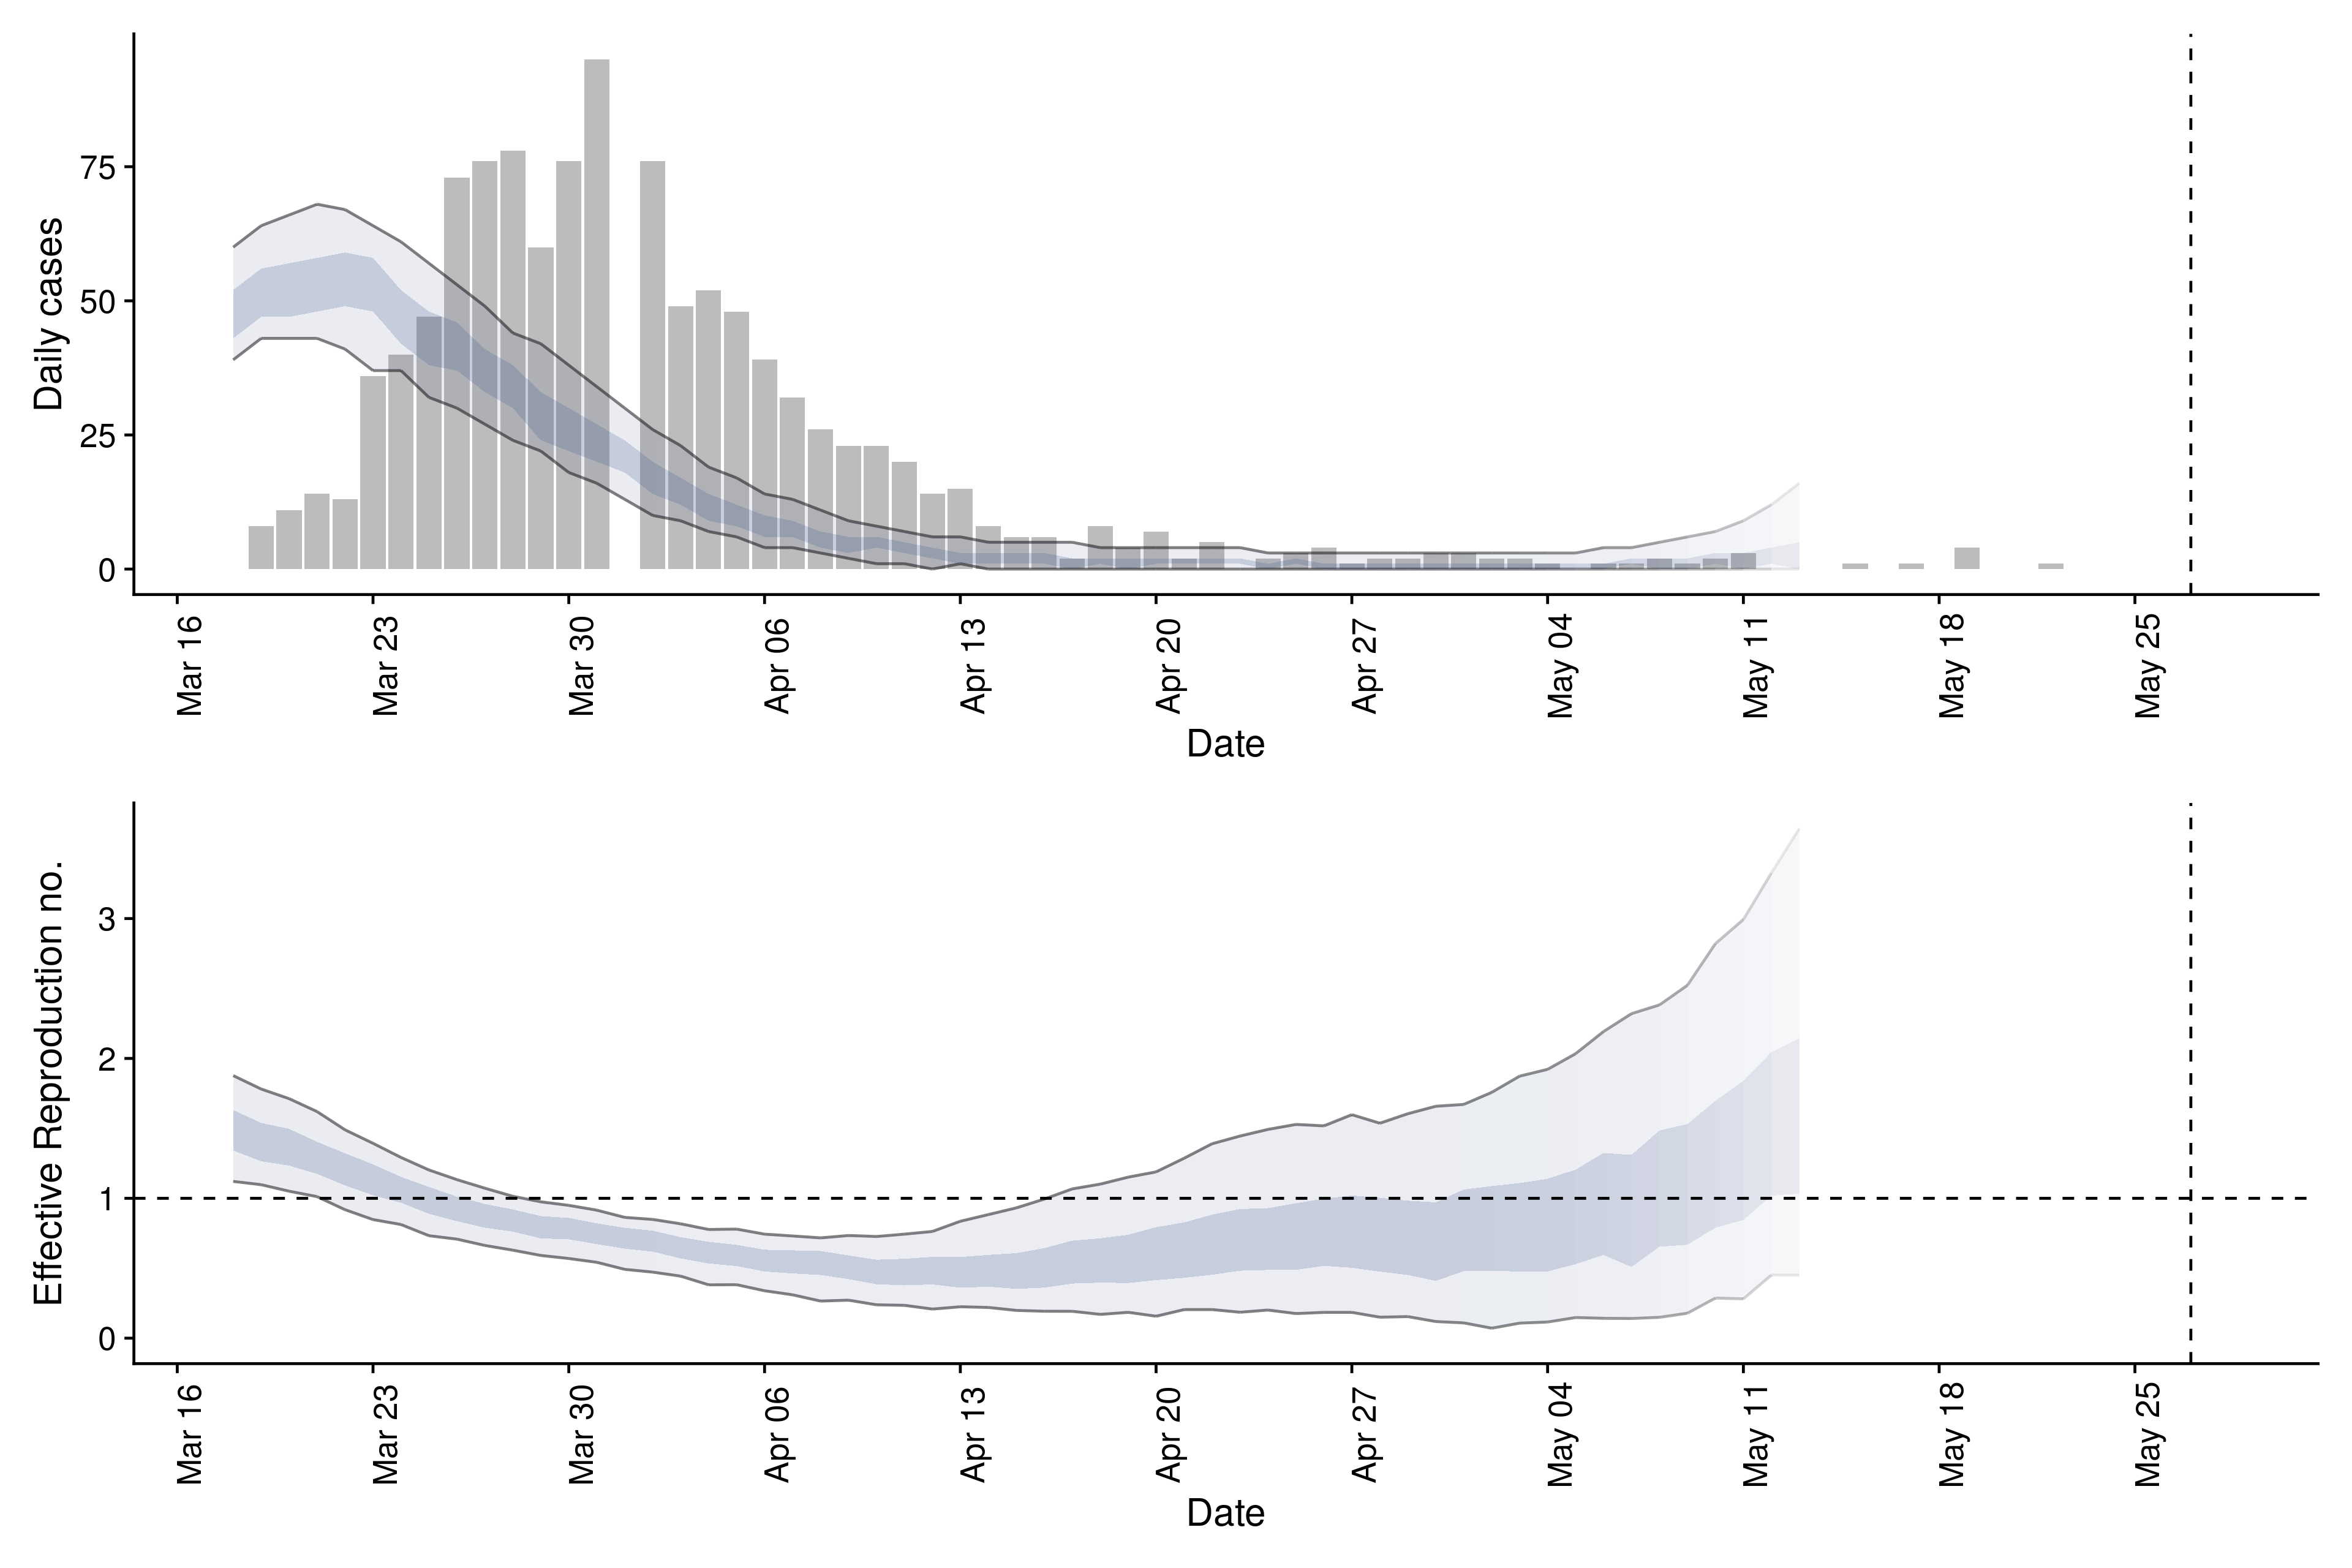 Daily cases
75
50
25
0
Mar 16
Mar 23
Mar 30
Apr 06
Apr 13
Apr 20
Apr 27
May 04
May 11
May 18
May 25
Date
Effective Reproduction no.
3
2
1
0
Mar 16
Mar 23
Mar 30
Apr 06
Apr 13
Apr 20
Apr 27
May 04
May 11
May 18
May 25
Date